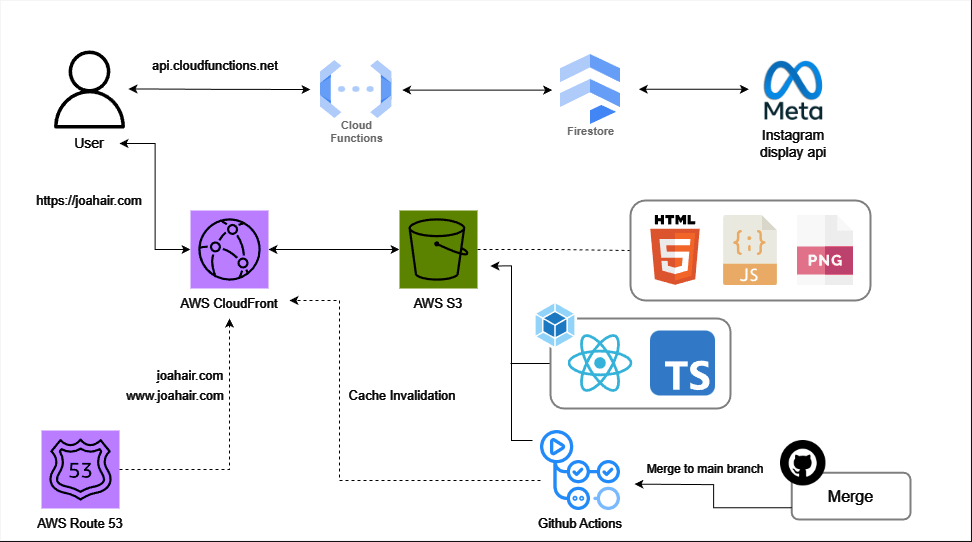 api.cloudfunctions.net
User
Cloud
Functions
Firestore
Meta
Instagram
display api
https://joahair.com
AWS CloudFront
AWS S3
HTML
5
{;}
JS
PNG
TS
joahair.com
www.joahair.com
Cache Invalidation
53
AWS Route 53
Github Actions
Merge to main branch
Merge